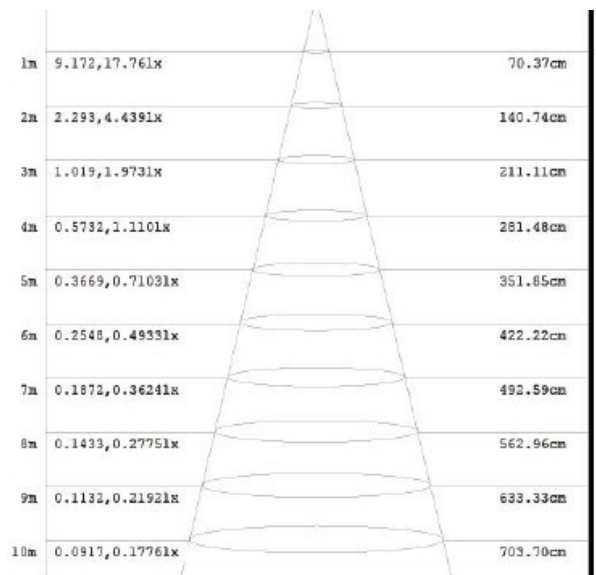 1m 9.172,17.76lx 70.37cm
2m 2.293,4.439lx 140.74cm
3m 1.019,1.973lx 211.11cm
4m 0.5732,1.110lx 281.48cm
5m 0.3669,0.7103lx 351.85cm
6m 0.2548,0.4933lx 422.22cm
7m 0.1872,0.3624lx 492.59cm
8m 0.1433,0.2775lx 562.96cm
9m 0.1132,0.2192lx 633.33cm
10m 0.0917,0.1776lx 703.70cm